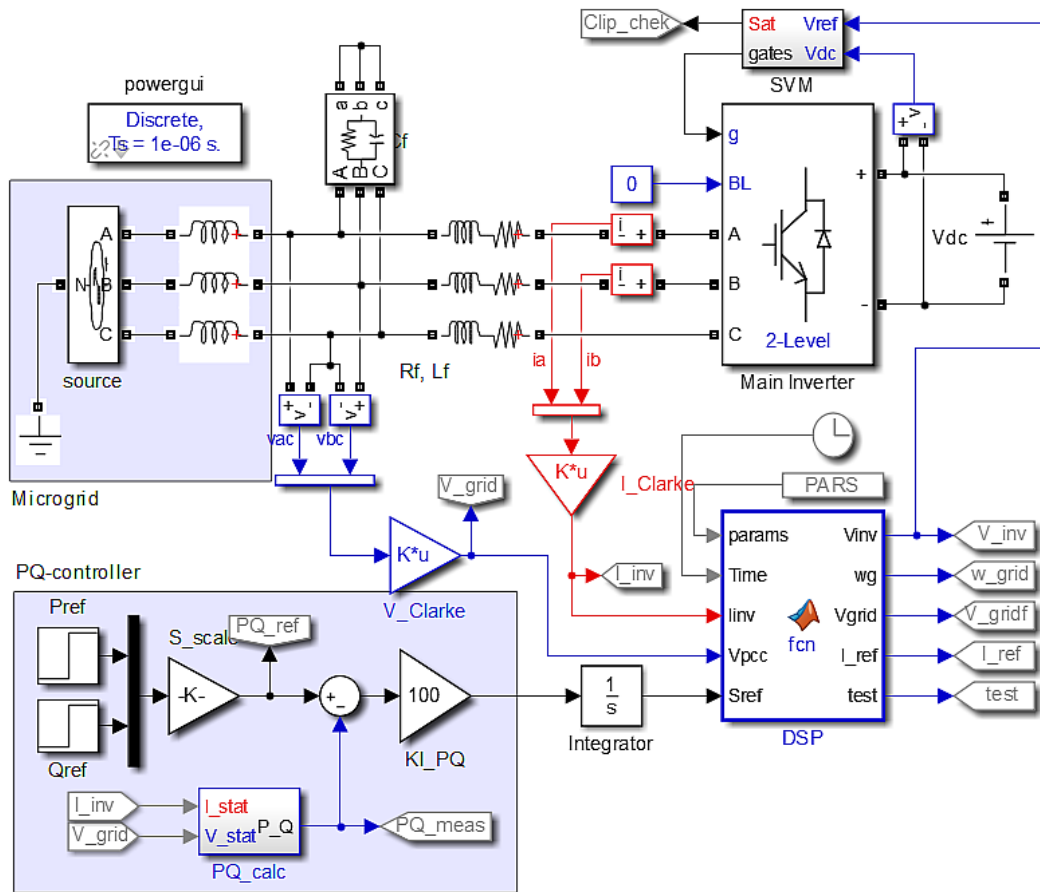 Clip_chek
Sat
Vref
gates
Vdc
SVM
powergui
Discrete,
Ts = 1e-06 s.
a
b
c
A
B
C
Cf
g
0
BL
source
N
A
B
C
i
- +
i
- +
A
B
C
+
-
2-Level
Main Inverter
+
v
-
+
Vdc
Rf, Lf
ia
ib
+
v
-
-
v
+
vac
vbc
Microgrid
K*u
I_Clarke
V_grid
K*u
V_Clarke
I_inv
PARS
params
Time
Iinv
Vpcc
Sref
fcn
Vinv
wg
Vgrid
I_ref
test
DSP
V_inv
w_grid
V_gridf
I_ref
test
PQ-controller
Pref
Qref
S_scale
-K-
PQ_ref
+
-
100
KI_PQ
1
s
Integrator
I_inv
V_grid
I_stat
V_stat
P_Q
PQ_calc
PQ_meas